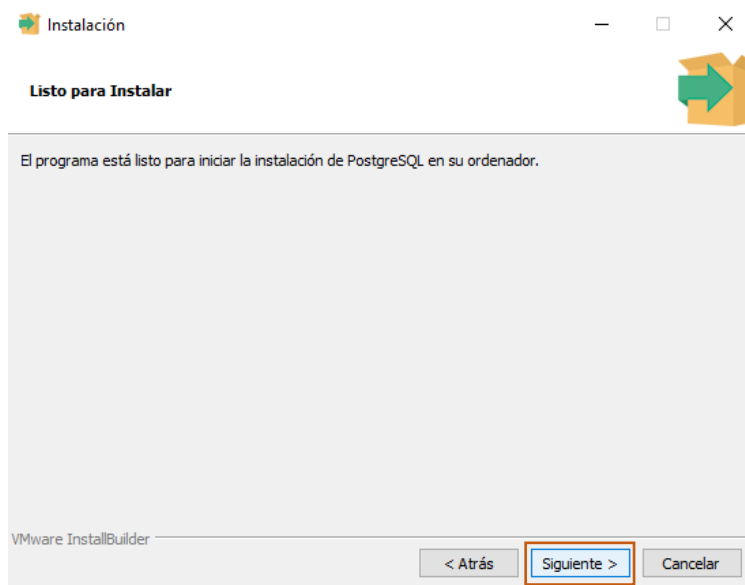 Instalación
Listo para Instalar
El programa está listo para iniciar la instalación de PostgreSQL en su ordenador.
VMware InstallBuilder
< Atrás
Siguiente >
Cancelar